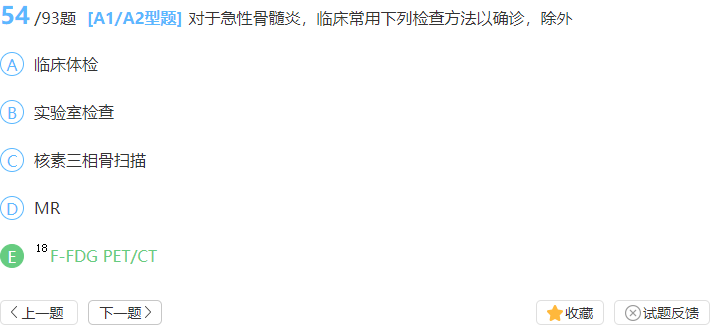 54 /93题 [A1/A2型题] 对于急性骨髓炎，临床常用下列检查方法以确诊，除外
A 临床体检
B 实验室检查
C 核素三相骨扫描
D MR
E 18F-FDG PET/CT
上一题 下一题 收藏 试题反馈